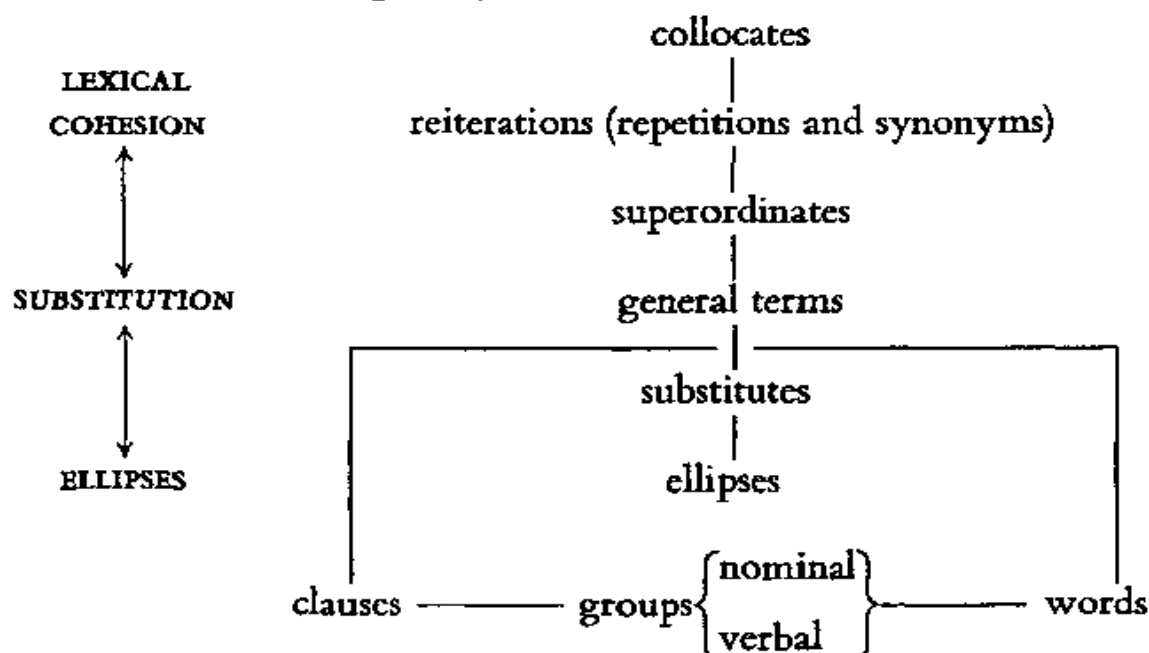 collocates
LEXICAL
COHESION
reiterations (repetitions and synonyms)
superordinates
SUBSTITUTION
general terms
substitutes
ELLIPSES
ellipses
nominal
clauses groups words
verbal